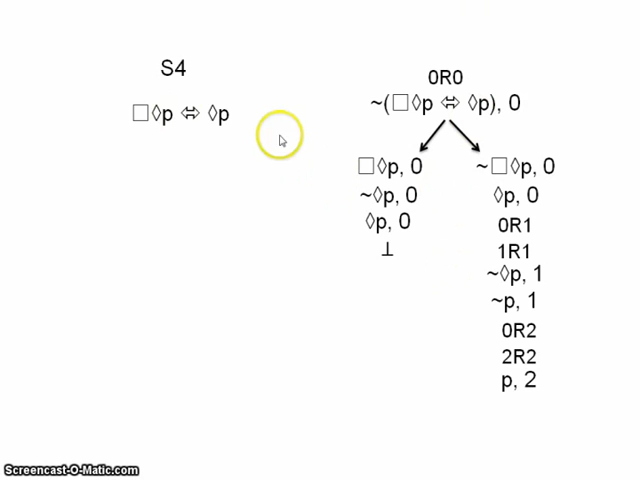 S4
□◊p ⇔ ◊p
0R0
~(□◊p ⇔ ◊p), 0
□◊p, 0
~◊p, 0
◊p, 0
⊥
~□◊p, 0
◊p, 0
0R1
1R1
~◊p, 1
~p, 1
0R2
2R2
p, 2
Screencast-O-Matic.com